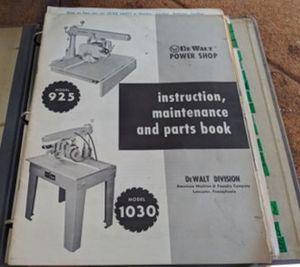 DEWALT
POWER SHOP
MODEL
925
instruction,
maintenance
and parts book
MODEL
1030
DEWALT DIVISION
American Machine & Foundry Company
Lancaster, Pennsylvania